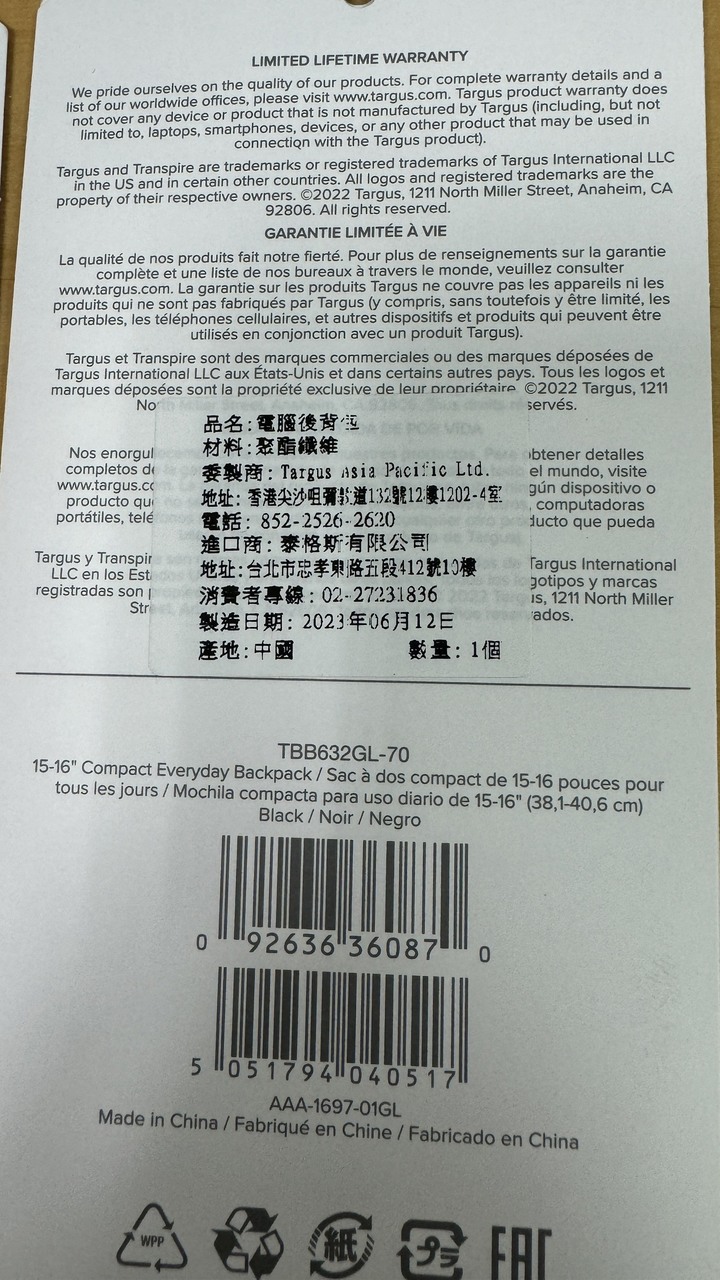 LIMITED LIFETIME WARRANTY
We pride ourselves on the quality of our products. For complete warranty details and a
list of our worldwide offices, please visit www.targus.com. Targus product warranty does
not cover any device or product that is not manufactured by Targus (including, but not
limited to, laptops, smartphones, devices, or any other product that may be used in
connection with the Targus product).
Targus and Transpire are trademarks or registered trademarks of Targus International LLC
in the US and in certain other countries. All logos and registered trademarks are the
property of their respective owners. ©2022 Targus, 1211 North Miller Street, Anaheim, CA
92806. All rights reserved.
GARANTIE LIMITÉE À VIE
La qualité de nos produits fait notre fierté. Pour plus de renseignements sur la garantie
complète et une liste de nos bureaux à travers le monde, veuillez consulter
www.targus.com. La garantie sur les produits Targus ne couvre pas les appareils ni les
produits qui ne sont pas fabriqués par Targus (y compris, sans toutefois y être limité, les
portables, les téléphones cellulaires, et autres dispositifs et produits qui peuvent être
utilisés en conjonction avec un produit Targus).
Targus et Transpire sont des marques commerciales ou des marques déposées de
Targus International LLC aux États-Unis et dans certains autres pays. Tous les logos et
marques déposées sont la propriété exclusive de leur propriétaire. ©2022 Targus, 1211
品名:電腦後背包
材料:聚酯纖維
委製商: Targus Asia Pacific Ltd.
地址: 香港尖沙咀彌敦道132號12樓1202-4室
電話: 852-2526-2620
進口商: 泰格斯有限公司
地址:台北市忠孝東路五段412號10樓
消費者專線: 02-27231836
製造日期: 2023年06月12日
產地:中國 數量: 1個
Nos enorgul
completos de
www.targus.co
producto qu
portátiles, telé
obtener detalles
el mundo, visite
gún dispositivo o
, computadoras
ducto que pueda
Targus y Transpir
LLC en los Est
registradas son
Targus International
gotipos y marcas
1211 North Miller
TBB632GL-70
15-16" Compact Everyday Backpack / Sac à dos compact de 15-16 pouces pour
tous les jours / Mochila compacta para uso diario de 15-16" (38,1-40,6 cm)
Black / Noir / Negro
0 92636 36087 0
5 051794 040517
AAA-1697-01GL
Made in China / Fabriqué en Chine / Fabricado en China
WPP 紙 プラ EAC